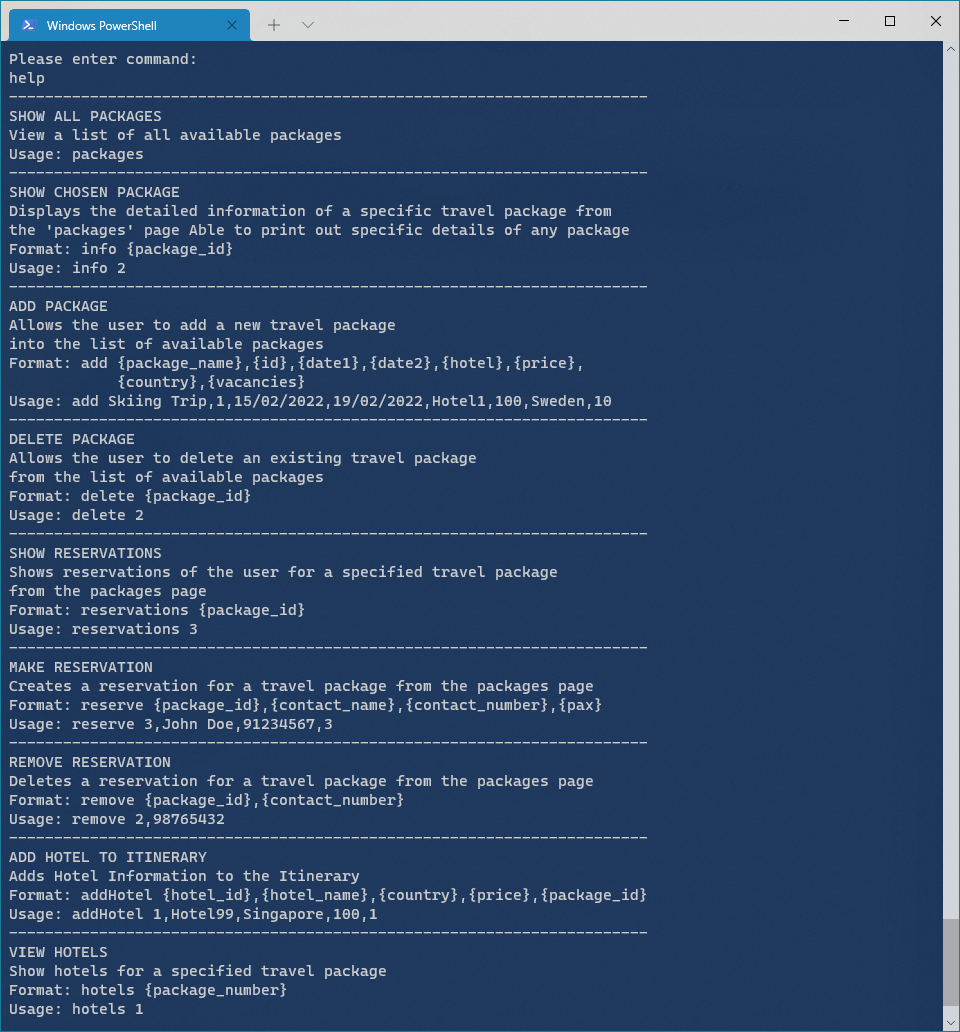 Windows PowerShell
Please enter command:
help
-----------------------------------------------------------------------
SHOW ALL PACKAGES
View a list of all available packages
Usage: packages
-----------------------------------------------------------------------
SHOW CHOSEN PACKAGE
Displays the detailed information of a specific travel package from
the 'packages' page Able to print out specific details of any package
Format: info {package_id}
Usage: info 2
-----------------------------------------------------------------------
ADD PACKAGE
Allows the user to add a new travel package
into the list of available packages
Format: add {package_name},{id},{date1},{date2},{hotel},{price},
            {country},{vacancies}
Usage: add Skiing Trip,1,15/02/2022,19/02/2022,Hotel1,100,Sweden,10
-----------------------------------------------------------------------
DELETE PACKAGE
Allows the user to delete an existing travel package
from the list of available packages
Format: delete {package_id}
Usage: delete 2
-----------------------------------------------------------------------
SHOW RESERVATIONS
Shows reservations of the user for a specified travel package
from the packages page
Format: reservations {package_id}
Usage: reservations 3
-----------------------------------------------------------------------
MAKE RESERVATION
Creates a reservation for a travel package from the packages page
Format: reserve {package_id},{contact_name},{contact_number},{pax}
Usage: reserve 3,John Doe,91234567,3
-----------------------------------------------------------------------
REMOVE RESERVATION
Deletes a reservation for a travel package from the packages page
Format: remove {package_id},{contact_number}
Usage: remove 2,98765432
-----------------------------------------------------------------------
ADD HOTEL TO ITINERARY
Adds Hotel Information to the Itinerary
Format: addHotel {hotel_id},{hotel_name},{country},{price},{package_id}
Usage: addHotel 1,Hotel99,Singapore,100,1
-----------------------------------------------------------------------
VIEW HOTELS
Show hotels for a specified travel package
Format: hotels {package_number}
Usage: hotels 1